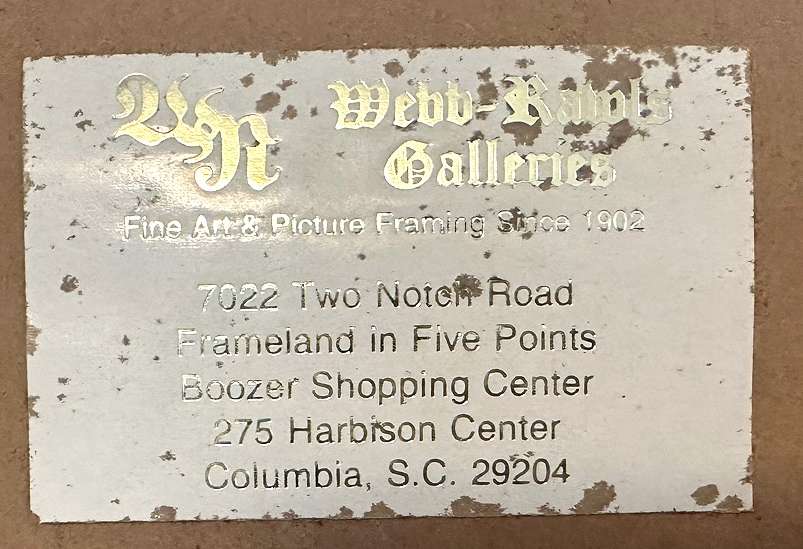 WR Webb-Rawls
Galleries
Fine Art & Picture Framing Since 1902
7022 Two Notch Road
Frameland in Five Points
Boozer Shopping Center
275 Harbison Center
Columbia, S.C. 29204